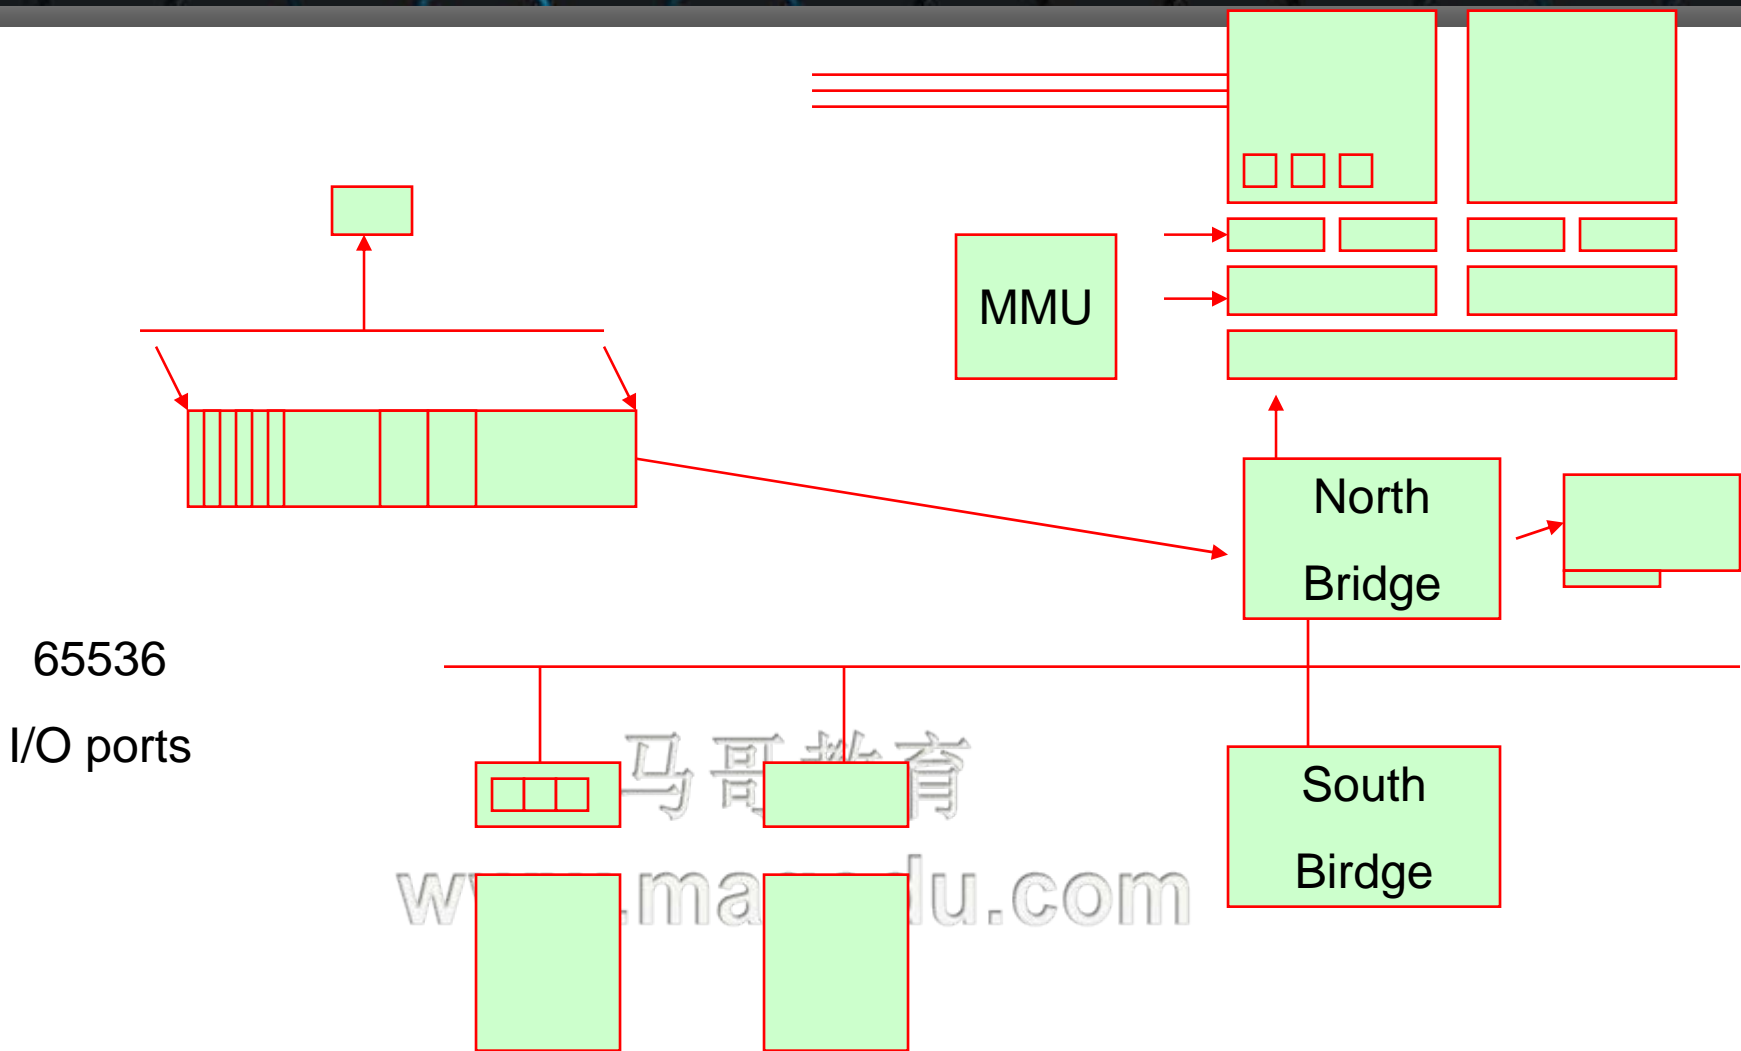 MMU
North
Bridge
65536
I/O ports
马哥教育
South
Birdge